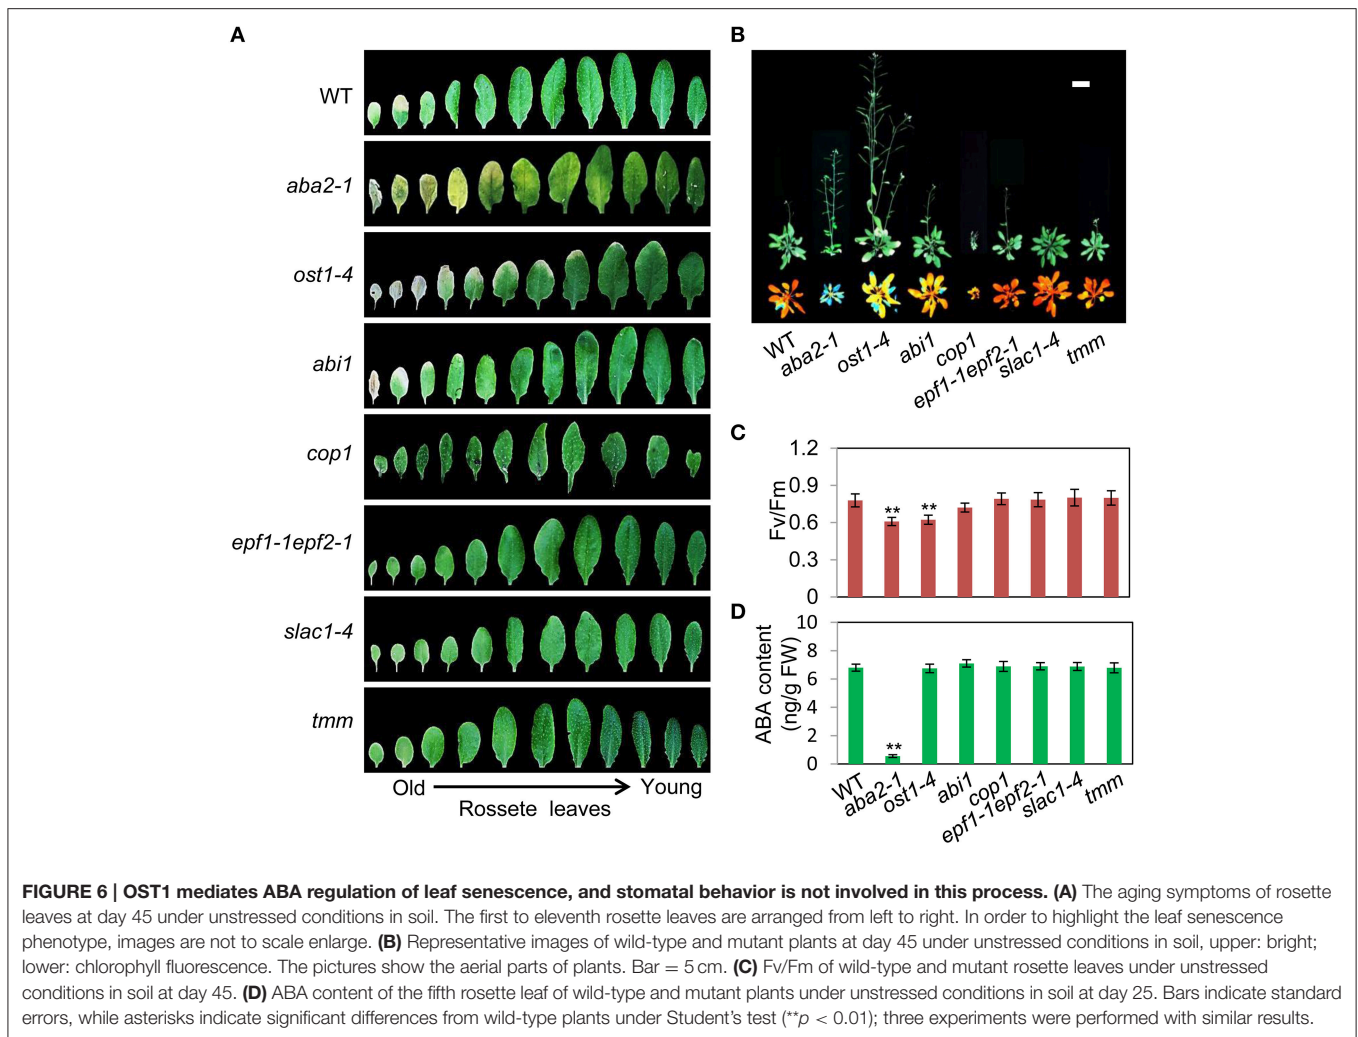 A
WT
aba2-1
ost1-4
abi1
cop1
epf1-1epf2-1
slac1-4
tmm
Old
Young
Rossete leaves
B
WT
aba2-1
ost1-4
abi1
cop1
epf1-1epf2-1
slac1-4
tmm
C
Fv/Fm
1.2
0.9
0.6
0.3
0
**
**
D
ABA content
(ng/g FW)
10
8
6
4
2
0
**
WT
aba2-1
ost1-4
abi1
cop1
epf1-1epf2-1
slac1-4
tmm
FIGURE 6 | OST1 mediates ABA regulation of leaf senescence, and stomatal behavior is not involved in this process. (A) The aging symptoms of rosette
leaves at day 45 under unstressed conditions in soil. The first to eleventh rosette leaves are arranged from left to right. In order to highlight the leaf senescence
phenotype, images are not to scale enlarge. (B) Representative images of wild-type and mutant plants at day 45 under unstressed conditions in soil, upper: bright;
lower: chlorophyll fluorescence. The pictures show the aerial parts of plants. Bar = 5 cm. (C) Fv/Fm of wild-type and mutant rosette leaves under unstressed
conditions in soil at day 45. (D) ABA content of the fifth rosette leaf of wild-type and mutant plants under unstressed conditions in soil at day 25. Bars indicate standard
errors, while asterisks indicate significant differences from wild-type plants under Student's test (**p < 0.01); three experiments were performed with similar results.